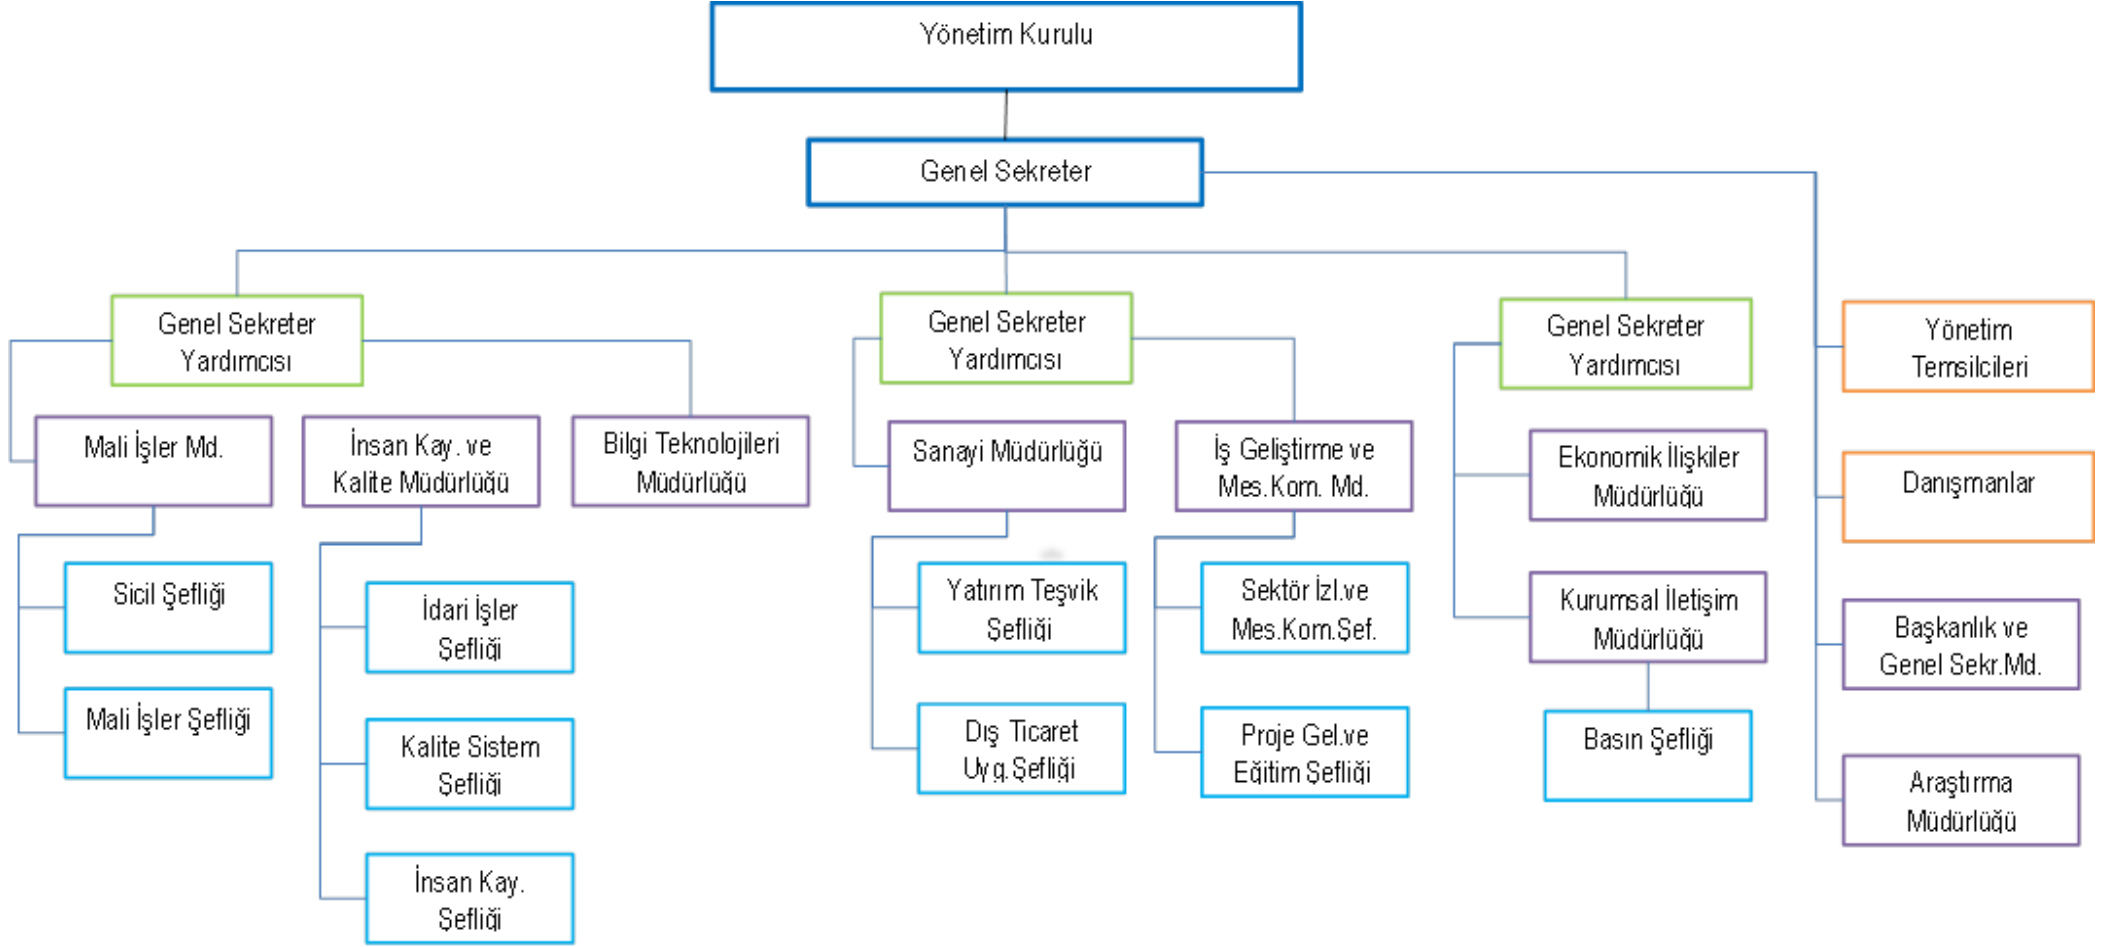 Yönetim Kurulu
Genel Sekreter
Genel Sekreter
Yardımcısı
Genel Sekreter
Yardımcısı
Genel Sekreter
Yardımcısı
Yönetim
Temsilcileri
Mali İşler Md.
İnsan Kay. ve
Kalite Müdürlüğü
Bilgi Teknolojileri
Müdürlüğü
Sanayi Müdürlüğü
İş Geliştirme ve
Mes.Kom. Md.
Ekonomik İlişkiler
Müdürlüğü
Danışmanlar
Sicil Şefliği
İdari İşler
Şefliği
Yatırım Teşvik
Şefliği
Sektör İzl.ve
Mes.Kom.Şef.
Kurumsal İletişim
Müdürlüğü
Başkanlık ve
Genel Sekr.Md.
Mali İşler Şefliği
Kalite Sistem
Şefliği
Dış Ticaret
Uyg.Şefliği
Proje Gel.ve
Eğitim Şefliği
Basın Şefliği
Araştırma
Müdürlüğü
İnsan Kay.
Şefliği